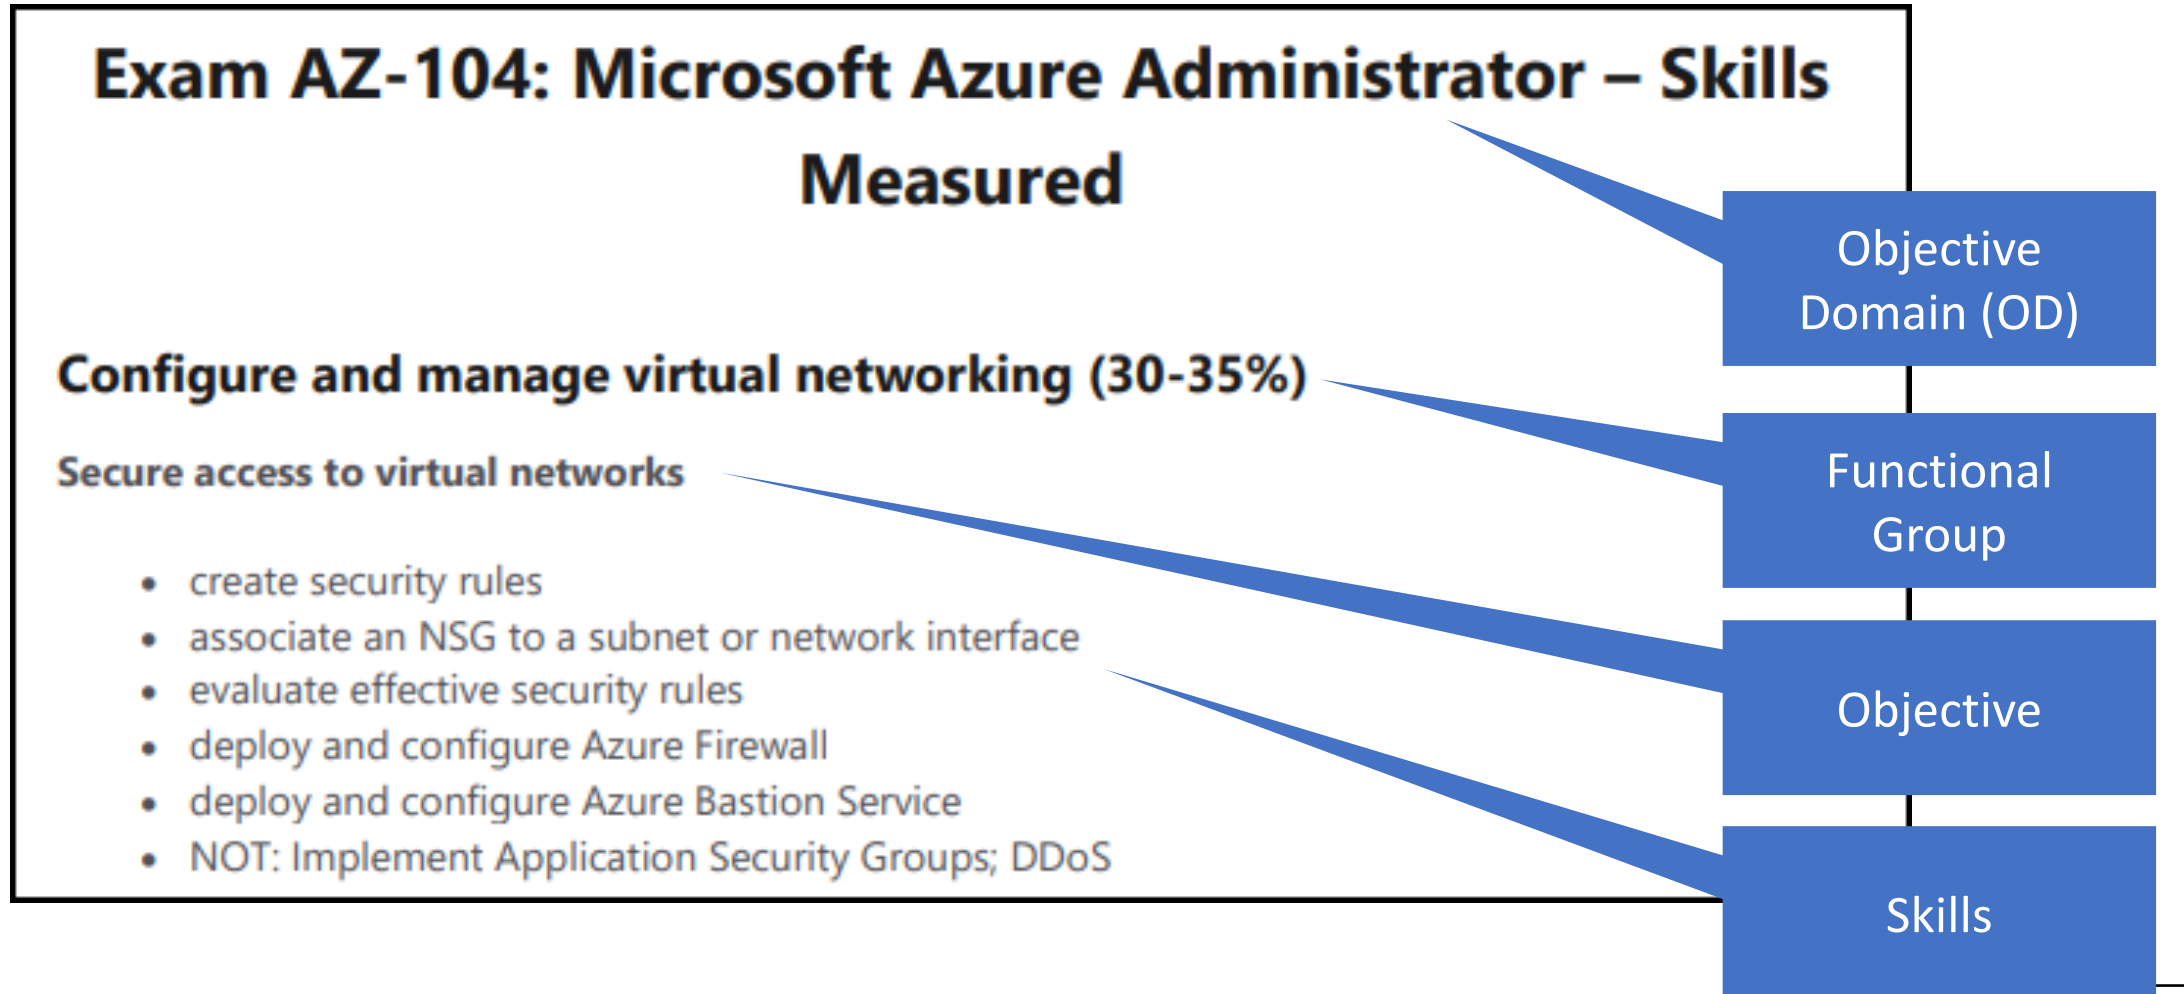 Exam AZ-104: Microsoft Azure Administrator – Skills
Measured
Objective
Domain (OD)
Configure and manage virtual networking (30-35%)
Functional
Group
Secure access to virtual networks
• create security rules
• associate an NSG to a subnet or network interface
• evaluate effective security rules
Objective
• deploy and configure Azure Firewall
• deploy and configure Azure Bastion Service
• NOT: Implement Application Security Groups; DDoS
Skills